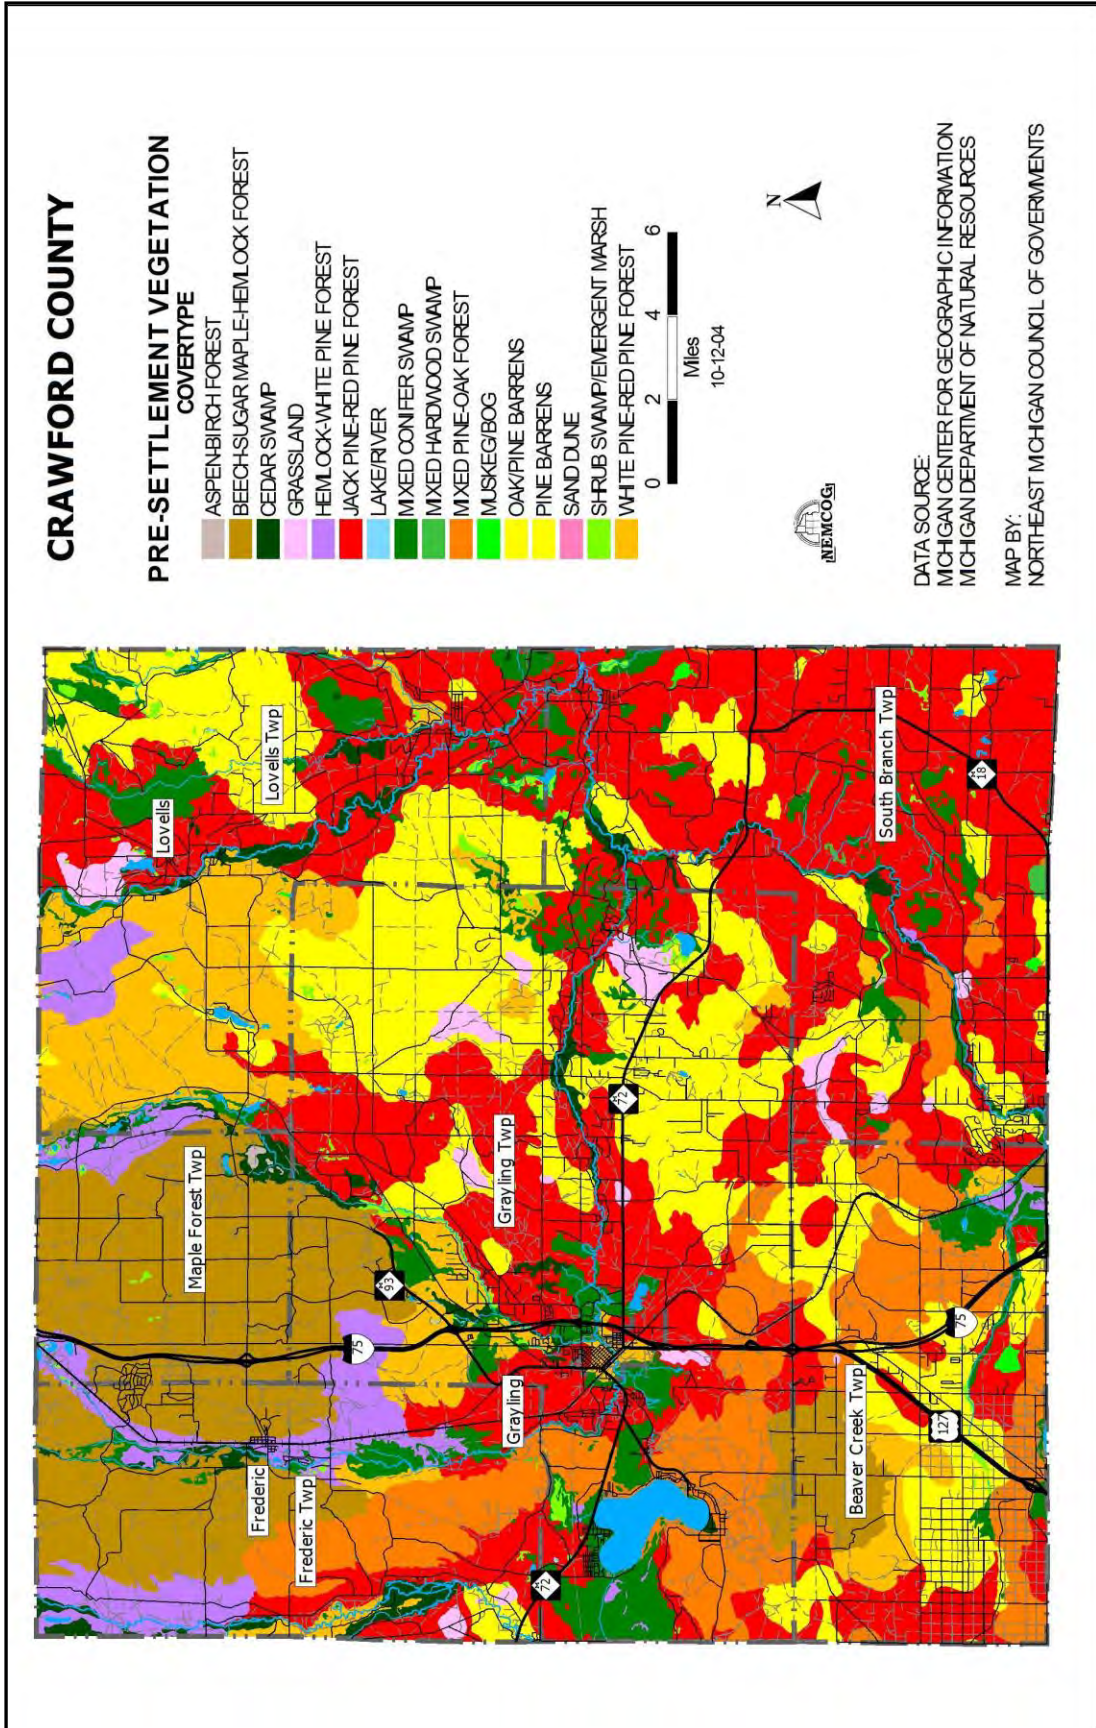 CRAWFORD COUNTY
PRE-SETTLEMENT VEGETATION
COVERTYPE
ASPEN-BIRCH FOREST
BEECH-SUGAR MAPLE-HEMLOCK FOREST
CEDAR SWAMP
GRASSLAND
HEMLOCK-WHITE PINE FOREST
JACK PINE-RED PINE FOREST
LAKE/RIVER
MIXED CONIFER SWAMP
MIXED HARDWOOD SWAMP
MIXED PINE-OAK FOREST
MUSKEG/BOG
OAK/PINE BARRENS
PINE BARRENS
SAND DUNE
SHRUB SWAMP/EMERGENT MARSH
WHITE PINE-RED PINE FOREST
0 2 4 6
Miles
10-12-04
N
NEMCOG
DATA SOURCE:
MICHIGAN CENTER FOR GEOGRAPHIC INFORMATION
MICHIGAN DEPARTMENT OF NATURAL RESOURCES
MAP BY:
NORTHEAST MICHIGAN COUNCIL OF GOVERNMENTS
Lovells
Maple Forest Twp
Lovells Twp
Frederic
Frederic Twp
75
M
93
Grayling Twp
Grayling
M
72
M
72
Beaver Creek Twp
South Branch Twp
127
75
M
18